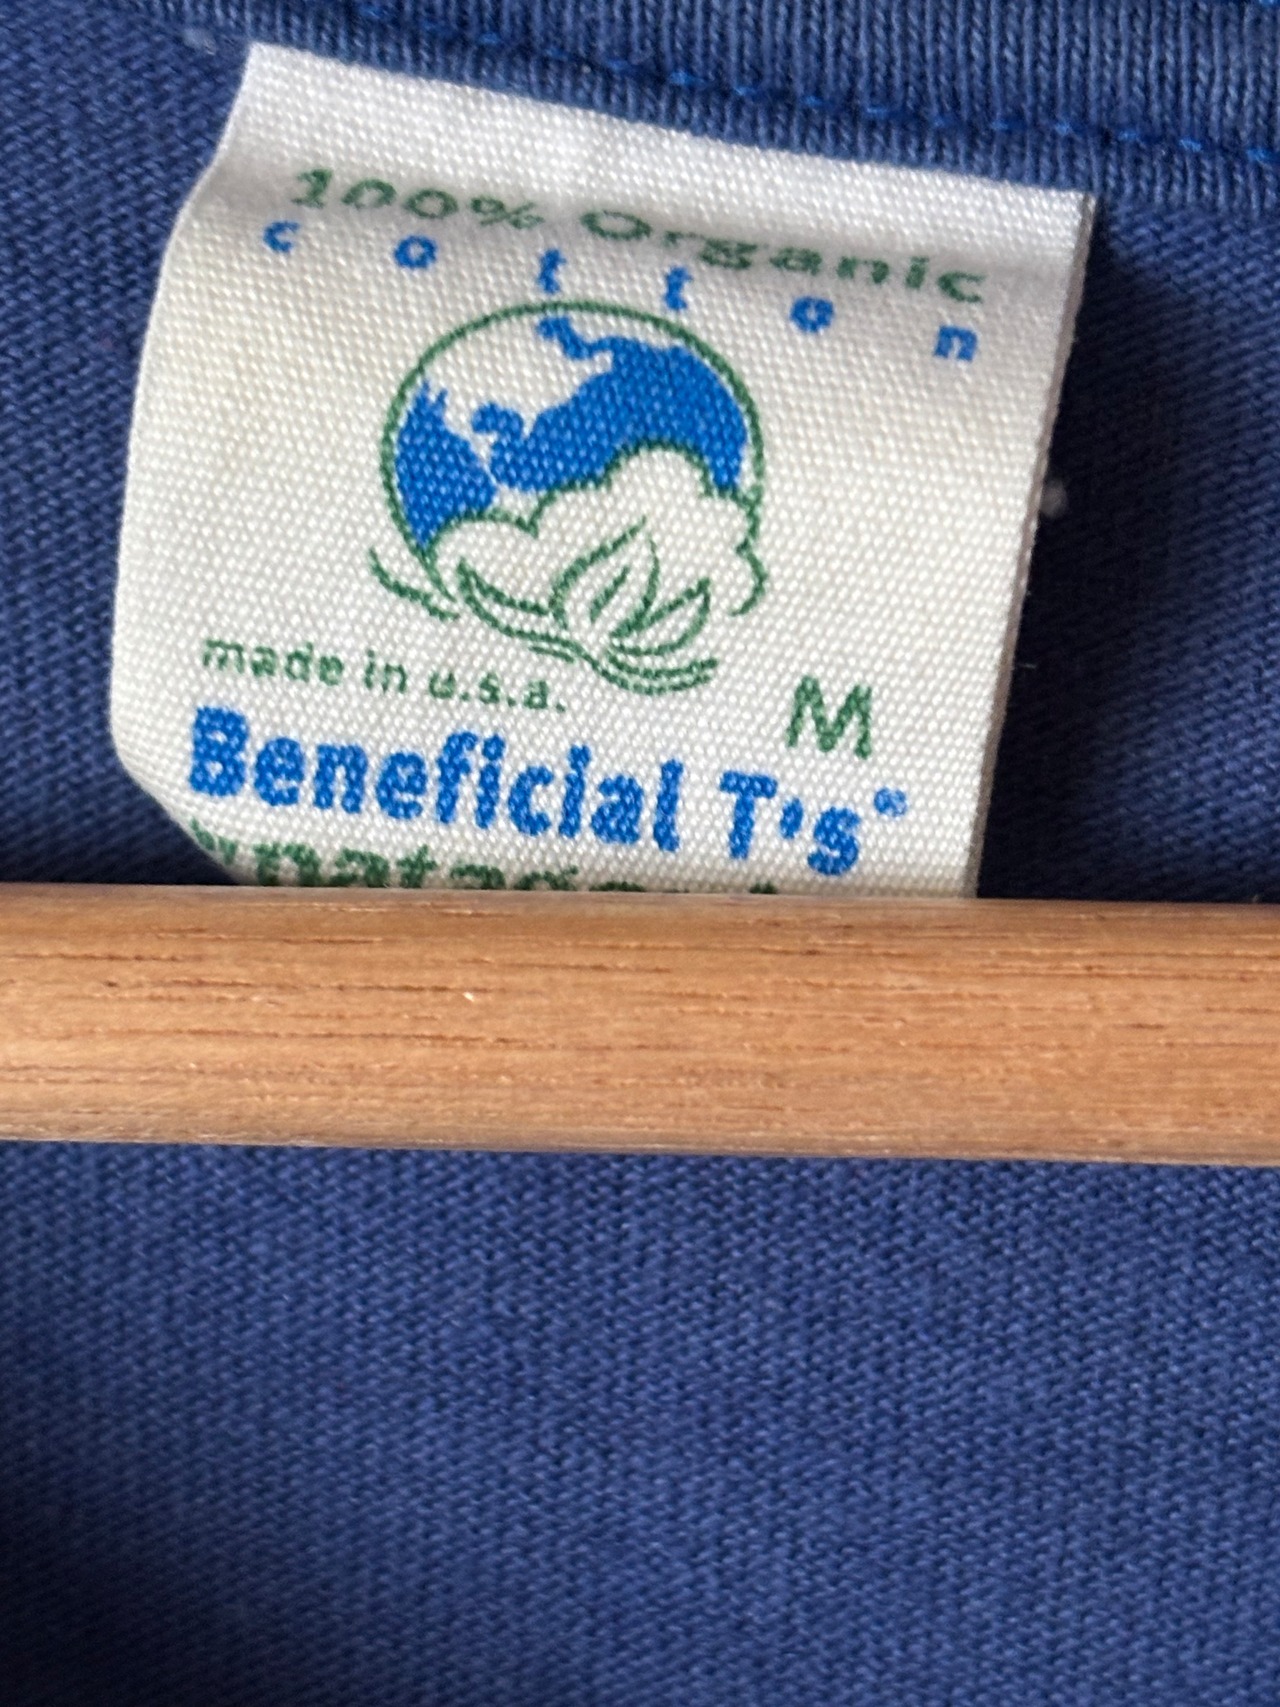 100% Organic
cotton
made in u.s.a.
M
Beneficial T's®